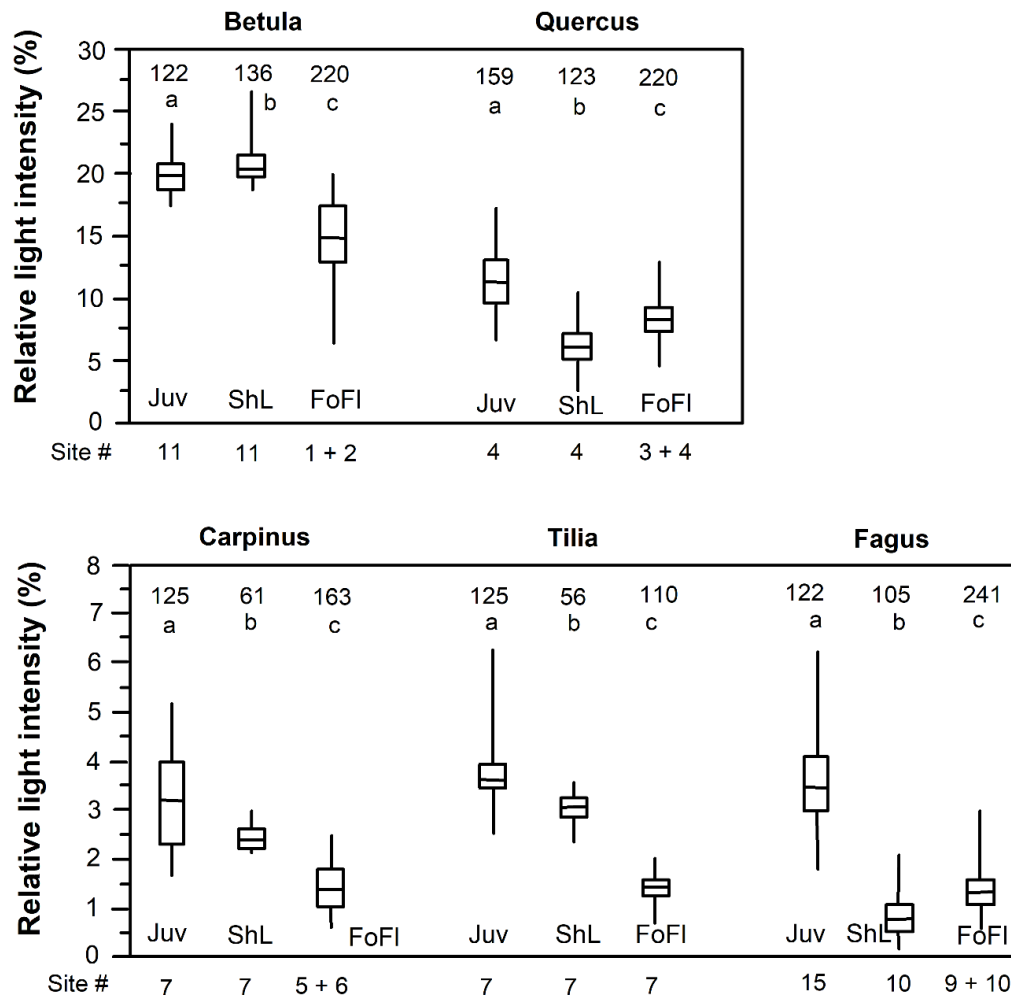 Betula Quercus
Relative light intensity (%)
30
25
20
15
10
5
0
122 136 220 159 123 220
a b c a b c
Juv ShL FoFl Juv ShL FoFl
Site # 11 11 1 + 2 4 4 3 + 4
Carpinus Tilia Fagus
Relative light intensity (%)
8
7
6
5
4
3
2
1
0
125 61 163 125 56 110 122 105 241
a b c a b c a b c
Juv ShL FoFl Juv ShL FoFl Juv ShL FoFl
Site # 7 7 5 + 6 7 7 7 15 10 9 + 10